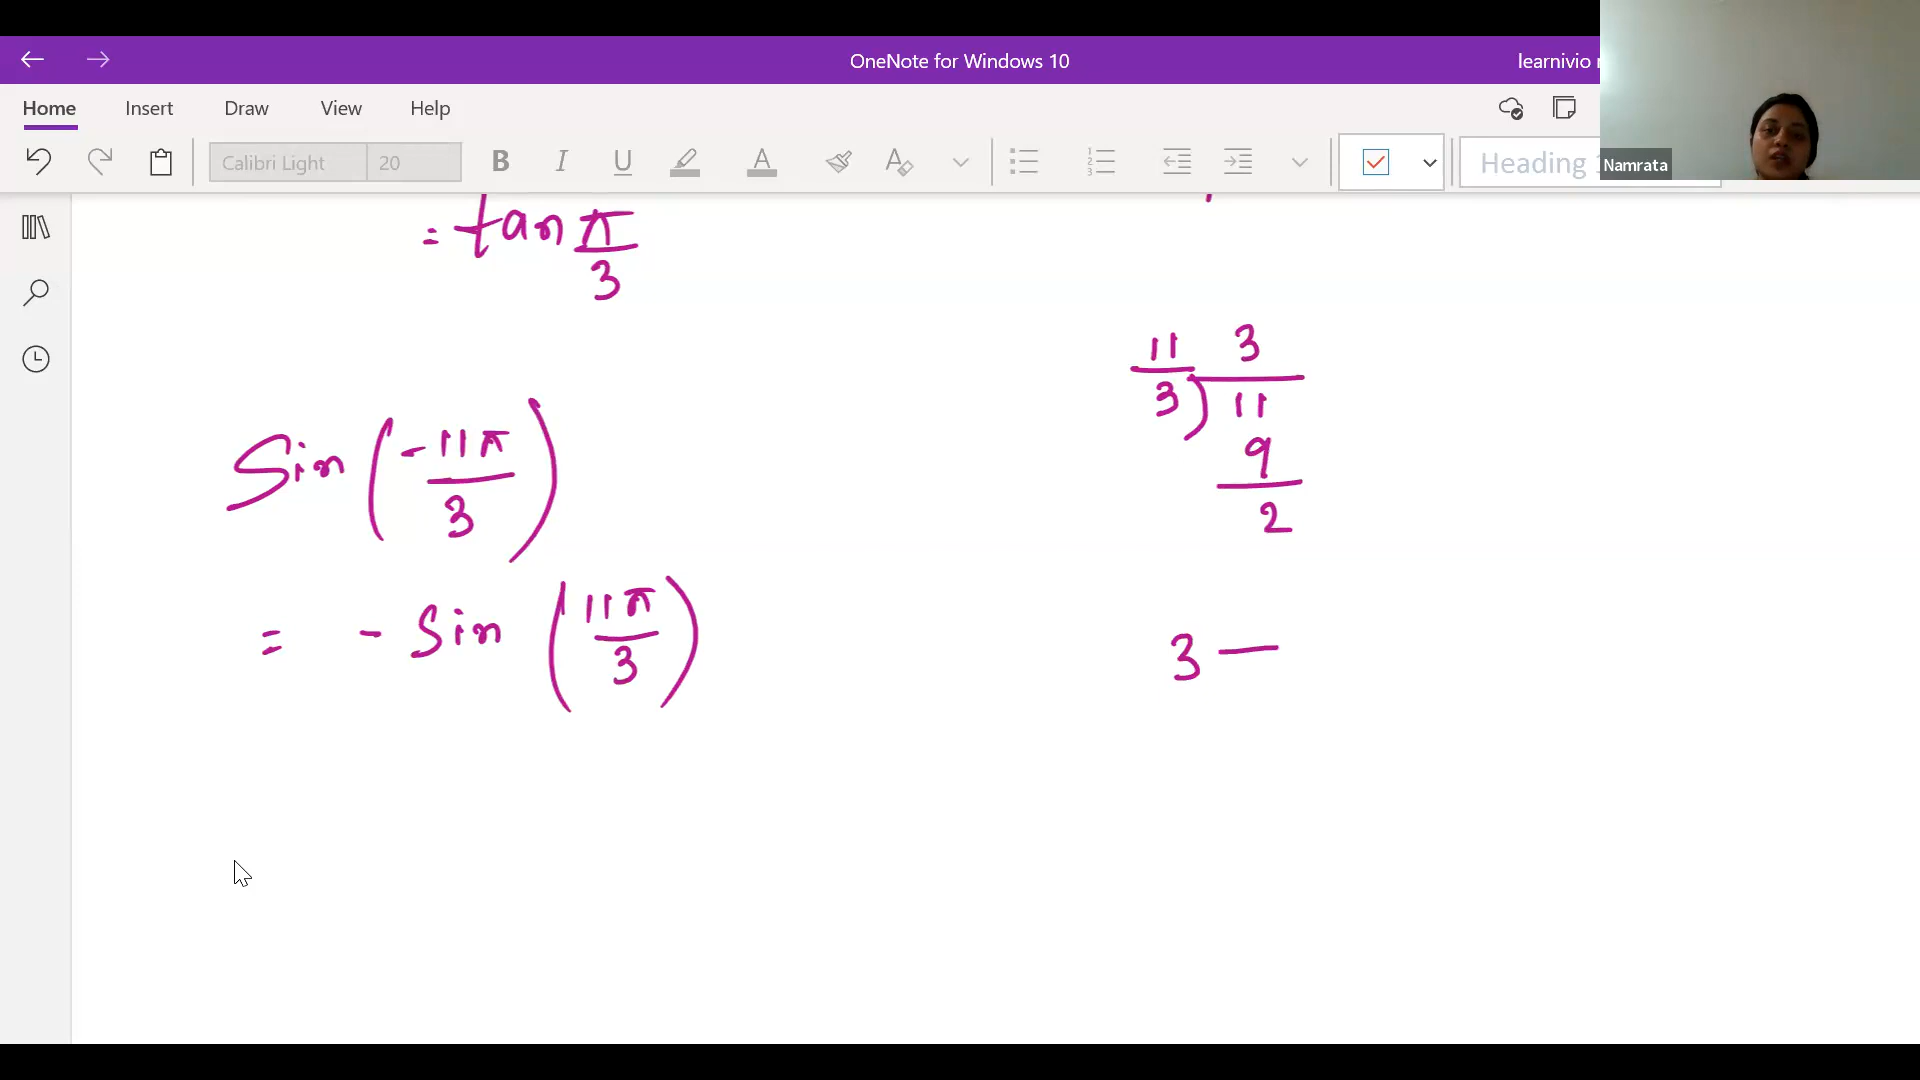 OneNote for Windows 10
learnivio
Home Insert Draw View Help
Calibri Light 20 B I U A A Heading
Namrata
= tan π/3
Sin (-11π/3)
= - Sin (11π/3)
11/3
3
3) 11
9
2
3 —